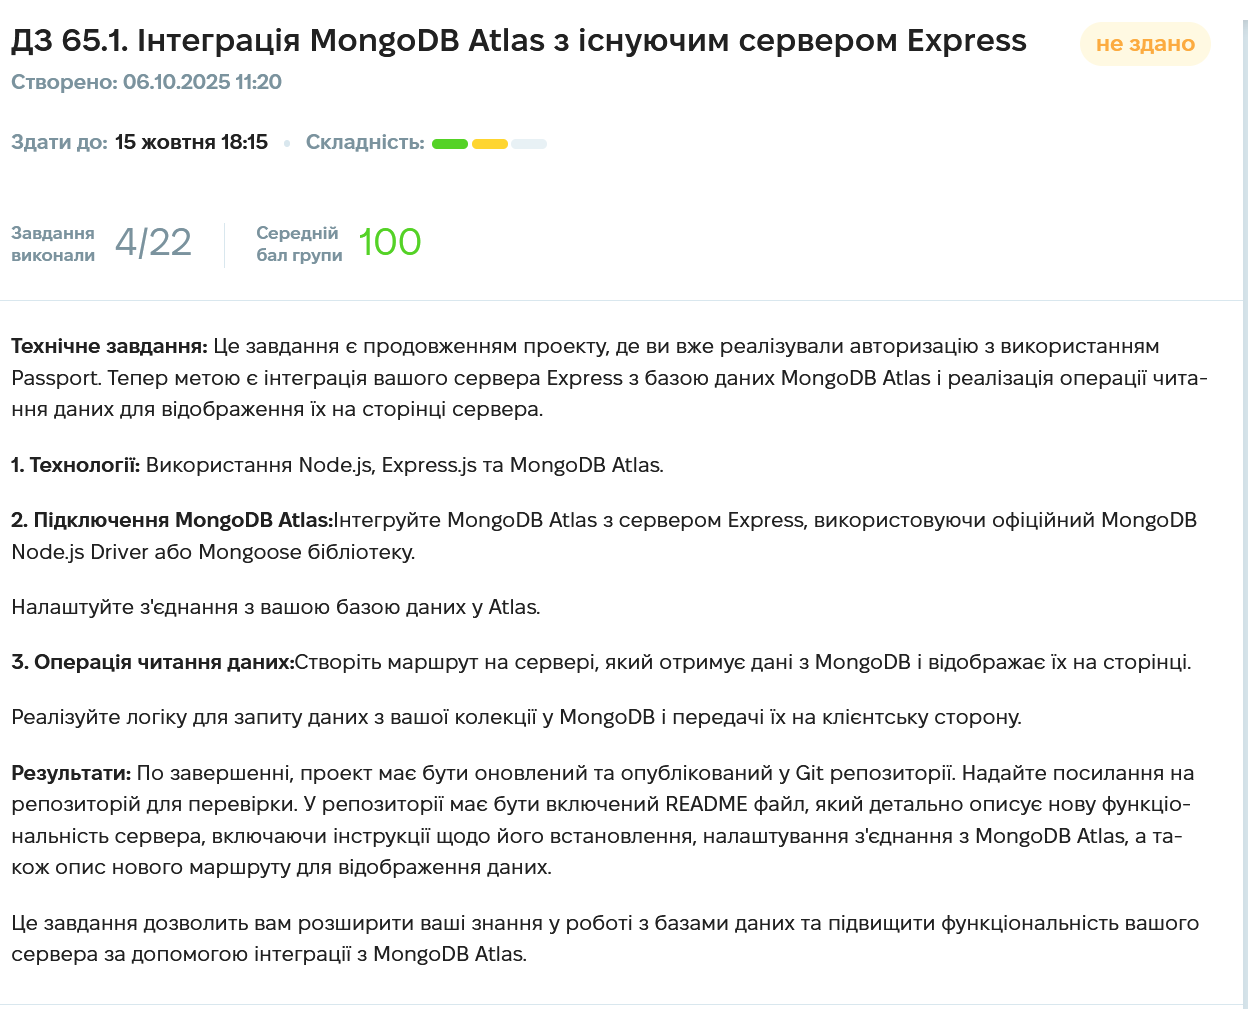 ДЗ 65.1. Інтеграція MongoDB Atlas з існуючим сервером Express
не здано
Створено: 06.10.2025 11:20
Здати до: 15 жовтня 18:15 • Складність:
Завдання виконали 4/22 Середній бал групи 100
Технічне завдання: Це завдання є продовженням проекту, де ви вже реалізували авторизацію з використанням
Passport. Тепер метою є інтеграція вашого сервера Express з базою даних MongoDB Atlas і реалізація операції чита-
ння даних для відображення їх на сторінці сервера.
1. Технології: Використання Node.js, Express.js та MongoDB Atlas.
2. Підключення MongoDB Atlas:Інтегруйте MongoDB Atlas з сервером Express, використовуючи офіційний MongoDB
Node.js Driver або Mongoose бібліотеку.
Налаштуйте з'єднання з вашою базою даних у Atlas.
3. Операція читання даних:Створіть маршрут на сервері, який отримує дані з MongoDB і відображає їх на сторінці.
Реалізуйте логіку для запиту даних з вашої колекції у MongoDB і передачі їх на клієнтську сторону.
Результати: По завершенні, проект має бути оновлений та опублікований у Git репозиторії. Надайте посилання на
репозиторій для перевірки. У репозиторії має бути включений README файл, який детально описує нову функціо-
нальність сервера, включаючи інструкції щодо його встановлення, налаштування з'єднання з MongoDB Atlas, а та-
кож опис нового маршруту для відображення даних.
Це завдання дозволить вам розширити ваші знання у роботі з базами даних та підвищити функціональність вашого
сервера за допомогою інтеграції з MongoDB Atlas.